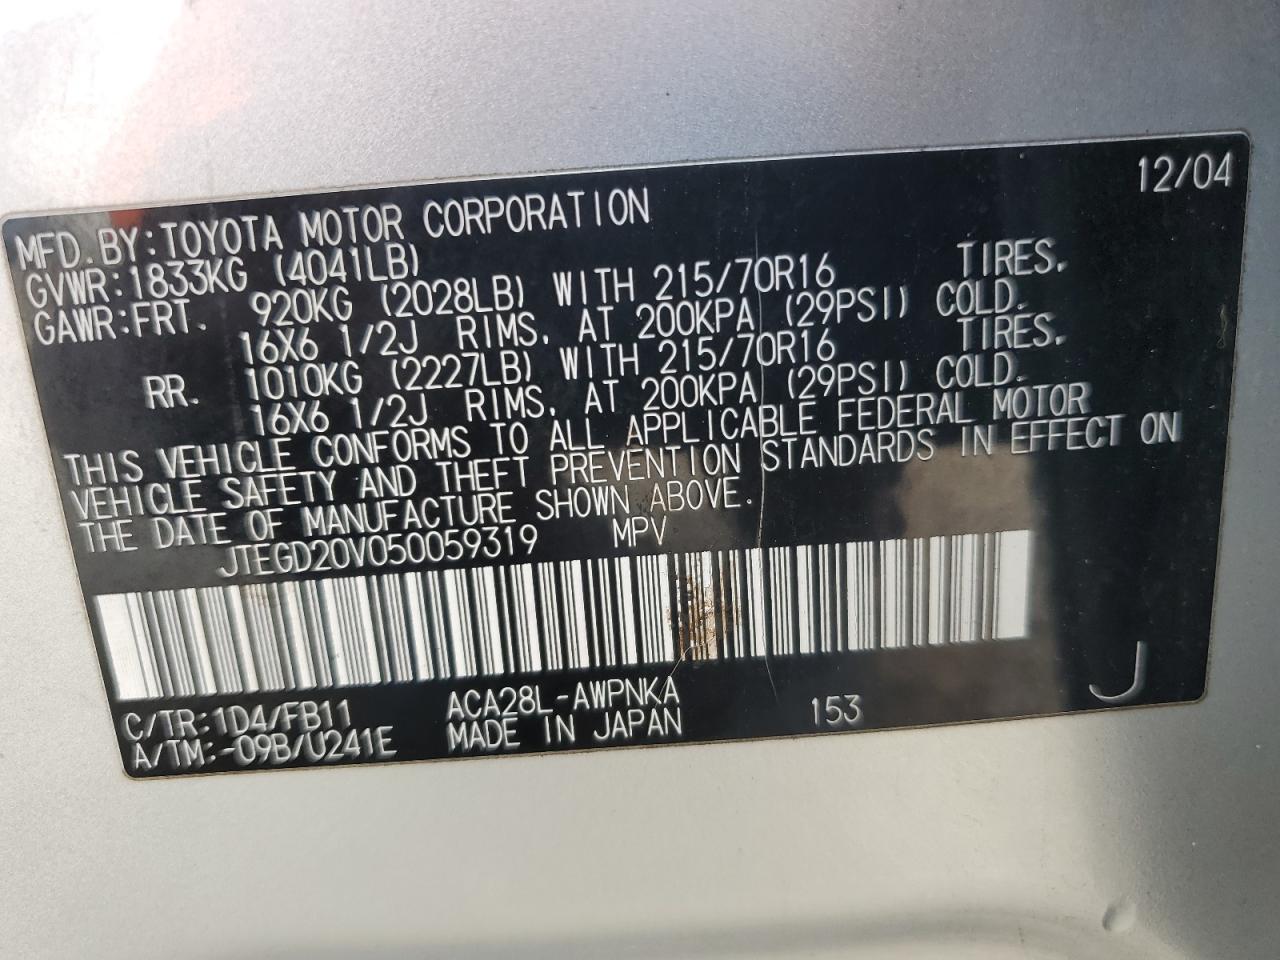 12/04
MFD.BY:TOYOTA MOTOR CORPORATION
GVWR:1833KG (4041LB)
GAWR:FRT. 920KG (2028LB) WITH 215/70R16 TIRES.
16X6 1/2J RIMS, AT 200KPA (29PSI) COLD.
RR. 1010KG (2227LB) WITH 215/70R16 TIRES.
16X6 1/2J RIMS, AT 200KPA (29PSI) COLD.
THIS VEHICLE CONFORMS TO ALL APPLICABLE FEDERAL MOTOR
VEHICLE SAFETY AND THEFT PREVENTION STANDARDS IN EFFECT ON
THE DATE OF MANUFACTURE SHOWN ABOVE.
JTEGD20V050059319 MPV
C/TR:1D4/FB11 ACA28L-AWPNKA 153 J
A/TM:-09B/U241E MADE IN JAPAN